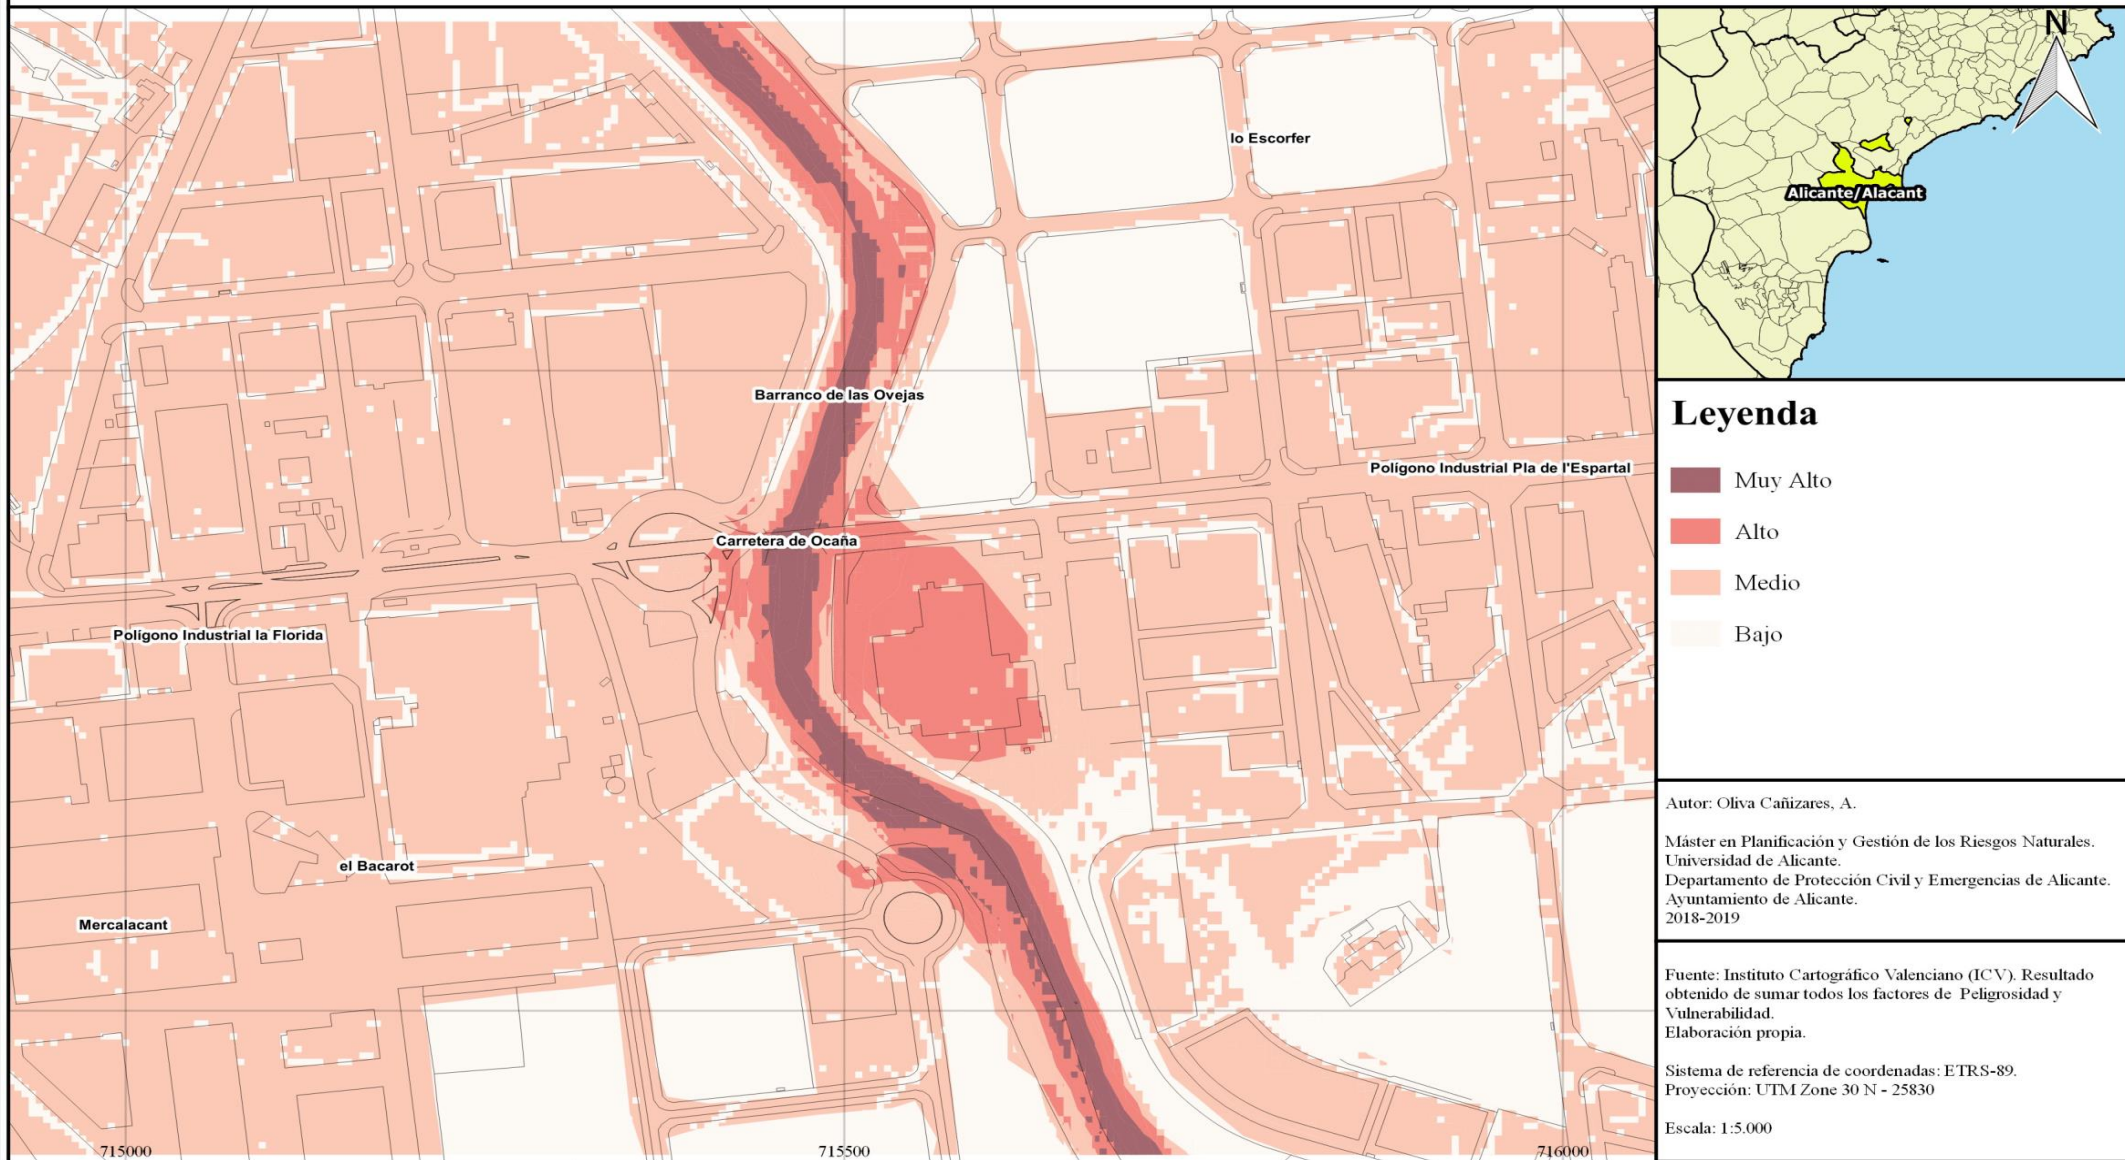 lo Escorfer
Barranco de las Ovejas
Polígono Industrial Pla de l'Espartal
Carretera de Ocaña
Polígono Industrial la Florida
el Bacarot
Mercalacant
715000
715500
716000
N
Alicante/Alacant
Leyenda
Muy Alto
Alto
Medio
Bajo
Autor: Oliva Cañizares, A.
Máster en Planificación y Gestión de los Riesgos Naturales.
Universidad de Alicante.
Departamento de Protección Civil y Emergencias de Alicante.
Ayuntamiento de Alicante.
2018-2019
Fuente: Instituto Cartográfico Valenciano (ICV). Resultado
obtenido de sumar todos los factores de Peligrosidad y
Vulnerabilidad.
Elaboración propia.
Sistema de referencia de coordenadas: ETRS-89.
Proyección: UTM Zone 30 N - 25830
Escala: 1:5.000